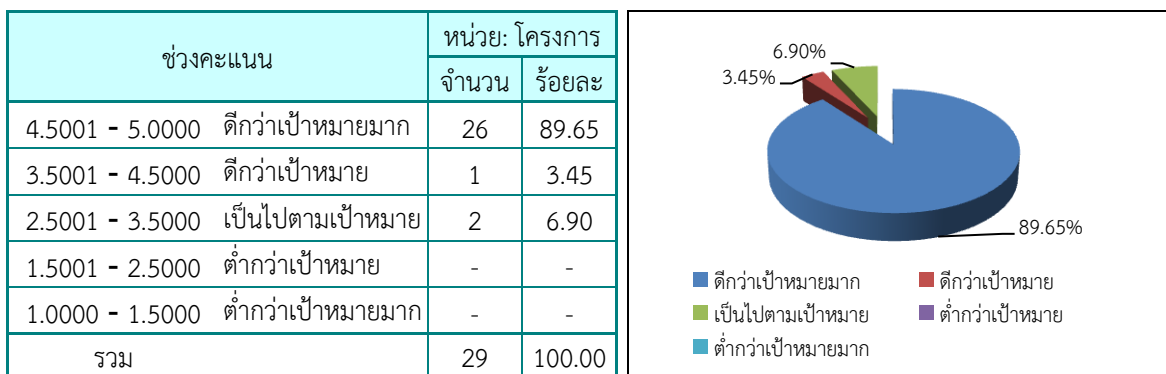 ช่วงคะแนน
หน่วย: โครงการ
จำนวน ร้อยละ
4.5001 - 5.0000 ดีกว่าเป้าหมายมาก 26 89.65
3.5001 - 4.5000 ดีกว่าเป้าหมาย 1 3.45
2.5001 - 3.5000 เป็นไปตามเป้าหมาย 2 6.90
1.5001 - 2.5000 ต่ำกว่าเป้าหมาย - -
1.0000 - 1.5000 ต่ำกว่าเป้าหมายมาก - -
รวม 29 100.00
6.90%
3.45%
89.65%
ดีกว่าเป้าหมายมาก ดีกว่าเป้าหมาย
เป็นไปตามเป้าหมาย ต่ำกว่าเป้าหมาย
ต่ำกว่าเป้าหมายมาก